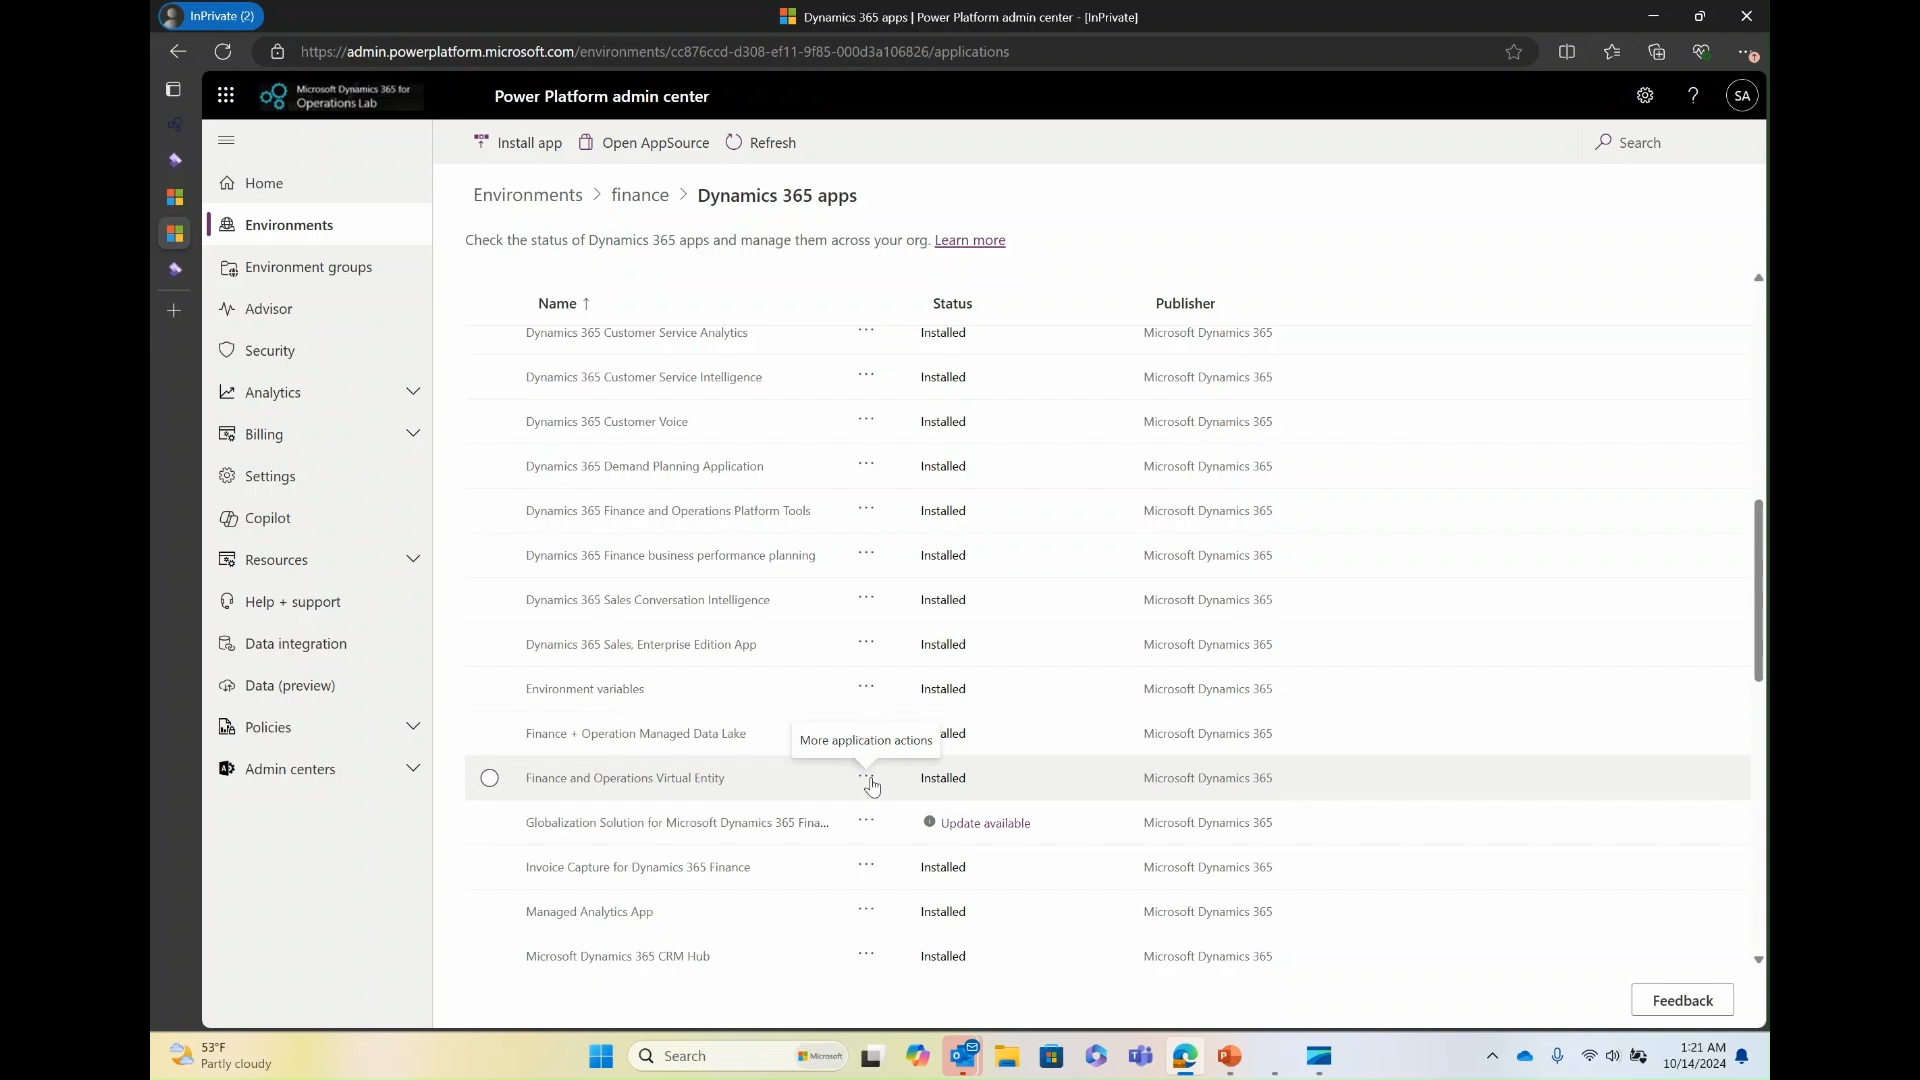 InPrivate (2)
Dynamics 365 apps | Power Platform admin center - [InPrivate]
https://admin.powerplatform.microsoft.com/environments/cc876ccd-d308-ef11-9f85-000d3a106826/applications
Microsoft Dynamics 365 for
Operations Lab
Power Platform admin center
SA
Install app
Open AppSource
Refresh
Search
Home
Environments
Environment groups
Advisor
Security
Analytics
Billing
Settings
Copilot
Resources
Help + support
Data integration
Data (preview)
Policies
Admin centers
Environments > finance > Dynamics 365 apps
Check the status of Dynamics 365 apps and manage them across your org. Learn more
Name ↑ Status Publisher
Dynamics 365 Customer Service Analytics ... Installed Microsoft Dynamics 365
Dynamics 365 Customer Service Intelligence ... Installed Microsoft Dynamics 365
Dynamics 365 Customer Voice ... Installed Microsoft Dynamics 365
Dynamics 365 Demand Planning Application ... Installed Microsoft Dynamics 365
Dynamics 365 Finance and Operations Platform Tools ... Installed Microsoft Dynamics 365
Dynamics 365 Finance business performance planning ... Installed Microsoft Dynamics 365
Dynamics 365 Sales Conversation Intelligence ... Installed Microsoft Dynamics 365
Dynamics 365 Sales, Enterprise Edition App ... Installed Microsoft Dynamics 365
Environment variables ... Installed Microsoft Dynamics 365
Finance + Operation Managed Data Lake alled Microsoft Dynamics 365
More application actions
Finance and Operations Virtual Entity ... Installed Microsoft Dynamics 365
Globalization Solution for Microsoft Dynamics 365 Fina... ... Update available Microsoft Dynamics 365
Invoice Capture for Dynamics 365 Finance ... Installed Microsoft Dynamics 365
Managed Analytics App ... Installed Microsoft Dynamics 365
Microsoft Dynamics 365 CRM Hub ... Installed Microsoft Dynamics 365
Feedback
53°F
Partly cloudy
Search
Microsoft
1:21 AM
10/14/2024